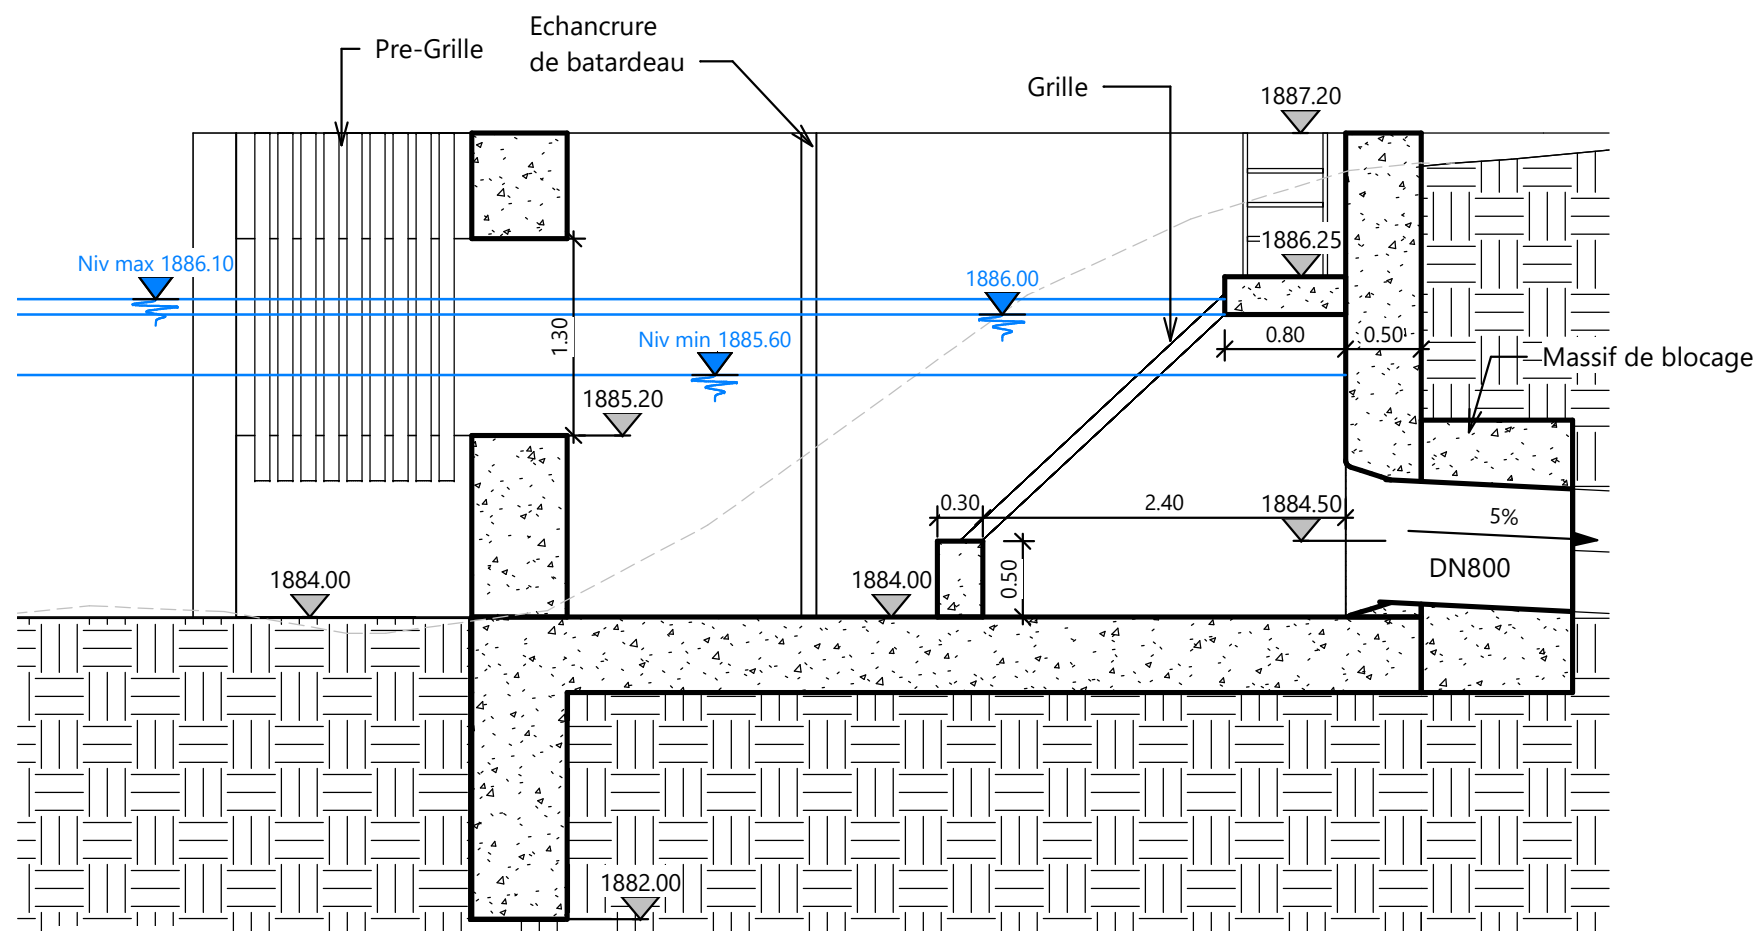 Echancrure
de batardeau
Pre-Grille
Grille
1887.20
1886.25
Niv max 1886.10
1886.00
Niv min 1885.60
1.30
0.80
0.50
Massif de blocage
1885.20
0.30
2.40
1884.50
5%
DN800
0.50
1884.00
1884.00
1882.00